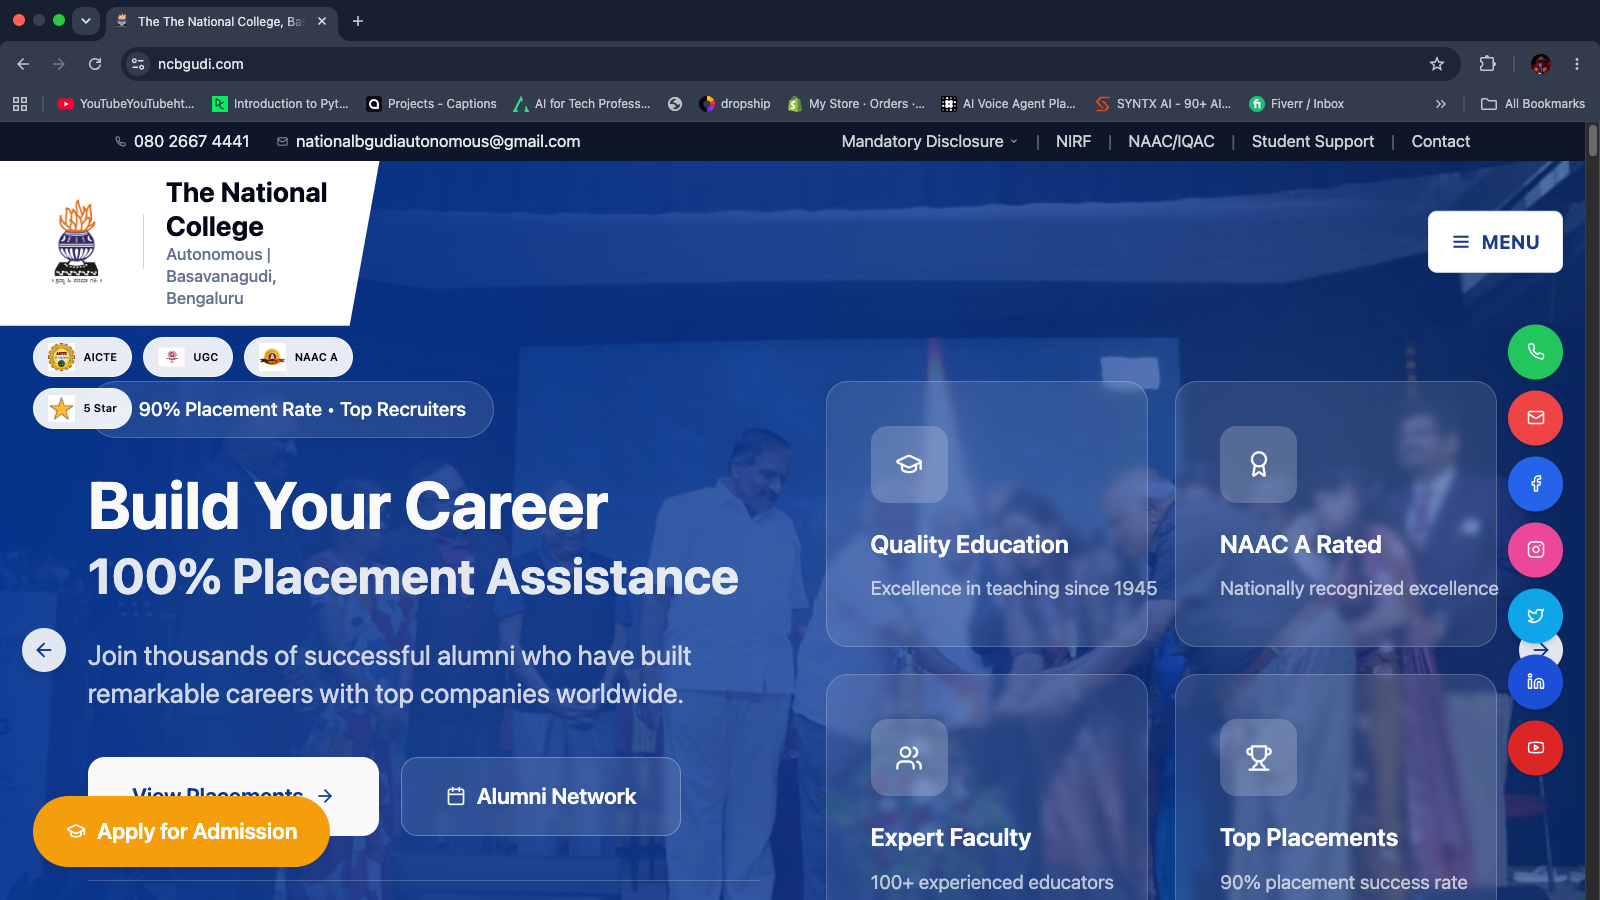 The The National College, Ba
ncbgudi.com
YouTubeYouTubeht...
Introduction to Pyt...
Projects - Captions
AI for Tech Profess...
dropship
My Store · Orders ·...
AI Voice Agent Pla...
SYNTX AI - 90+ AI...
Fiverr / Inbox
All Bookmarks
080 2667 4441
nationalbgudiautonomous@gmail.com
Mandatory Disclosure
NIRF
NAAC/IQAC
Student Support
Contact
The National
College
Autonomous |
Basavanagudi,
Bengaluru
MENU
AICTE
UGC
NAAC A
5 Star
90% Placement Rate • Top Recruiters
Build Your Career
100% Placement Assistance
Join thousands of successful alumni who have built
remarkable careers with top companies worldwide.
View Placements
Alumni Network
Apply for Admission
Quality Education
Excellence in teaching since 1945
NAAC A Rated
Nationally recognized excellence
Expert Faculty
100+ experienced educators
Top Placements
90% placement success rate